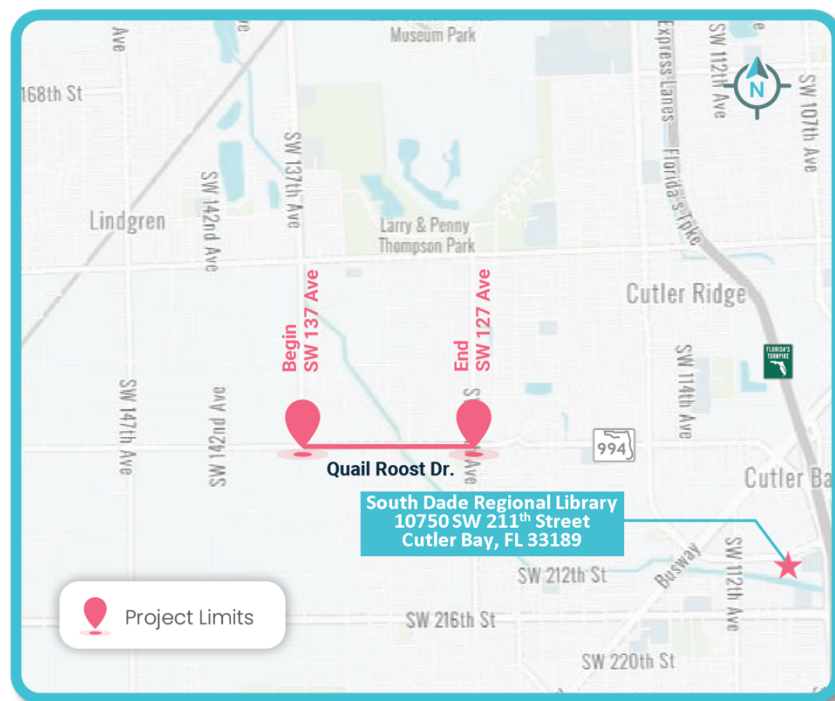 Museum Park
Ave
168th St
SW 137th Ave
SW 142nd Ave
Lindgren
Larry & Penny
Thompson Park
Express Lanes
Florida's Tpke
SW 112th Ave
N
SW 107th Ave
Cutler Ridge
Begin
SW 137 Ave
End
SW 127 Ave
FLORIDA'S
TURNPIKE
SW 147th Ave
SW 142nd Ave
SW 114th Ave
994
Quail Roost Dr.
Cutler Ba
South Dade Regional Library
10750 SW 211th Street
Cutler Bay, FL 33189
SW 212th St
Busway
SW 112th Ave
SW 216th St
SW 220th St
Project Limits